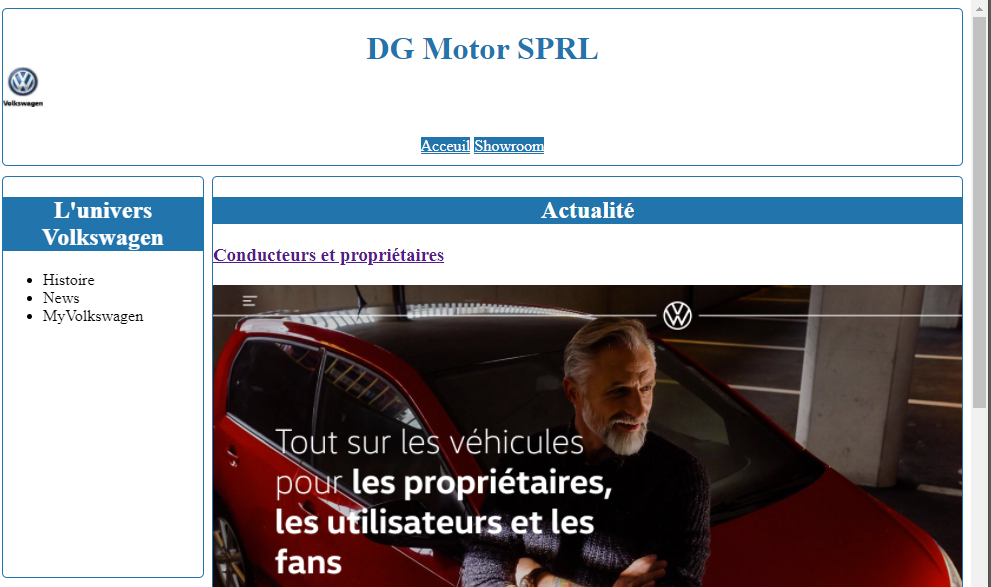 DG Motor SPRL
Volkswagen
Acceuil Showroom
L'univers
Volkswagen
Histoire
News
MyVolkswagen
Actualité
Conducteurs et propriétaires
Tout sur les véhicules
pour les propriétaires,
les utilisateurs et les
fans